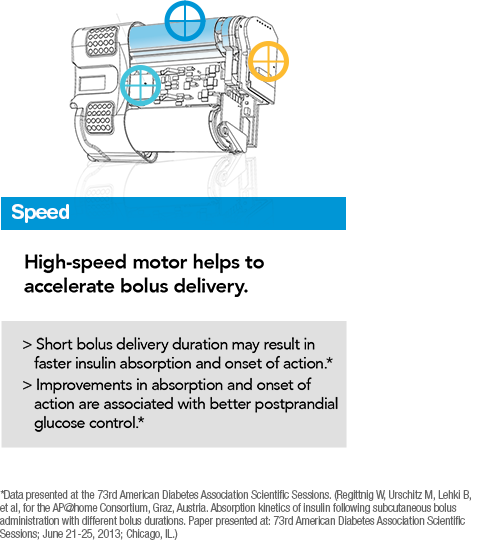 Speed
High-speed motor helps to
accelerate bolus delivery.
> Short bolus delivery duration may result in
faster insulin absorption and onset of action.*
> Improvements in absorption and onset of
action are associated with better postprandial
glucose control.*
*Data presented at the 73rd American Diabetes Association Scientific Sessions. (Regittnig W, Urschitz M, Lehki B,
et al, for the AP@home Consortium, Graz, Austria. Absorption kinetics of insulin following subcutaneous bolus
administration with different bolus durations. Paper presented at: 73rd American Diabetes Association Scientific
Sessions; June 21-25, 2013; Chicago, IL.)